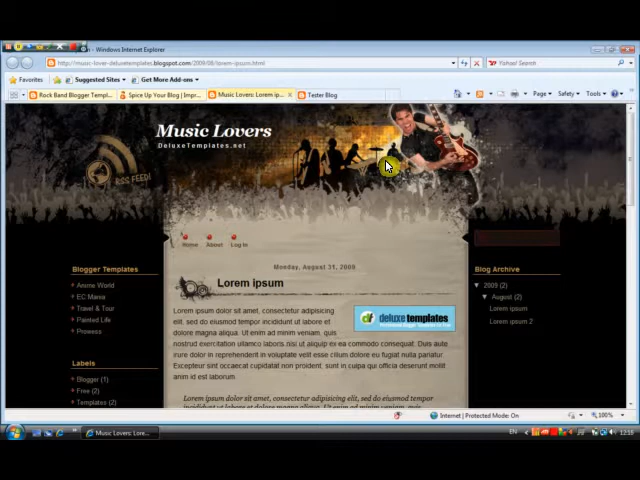 Internet Explorer
http://music-lover-deluxetemplates.blogspot.com/2009/08/lorem-ipsum.html
Yahoo! Search
Favorites
Suggested Sites
Get More Add-ons
Rock Band Blogger Templ...
Spice Up Your Blog | Impr...
Music Lovers: Lorem ip...
Tester Blog
Page
Safety
Tools
Music Lovers
DeluxeTemplates.net
RSS FEED!
Home
About
Log In
Monday, August 31, 2009
Lorem ipsum
Blogger Templates
Anime World
EC Mania
Travel & Tour
Painted Life
Prowess
Labels
Blogger (1)
Free (2)
Templates (2)
Lorem ipsum dolor sit amet, consectetur adipisicing
elit, sed do eiusmod tempor incididunt ut labore et
dolore magna aliqua. Ut enim ad minim veniam, quis
nostrud exercitation ullamco laboris nisi ut aliquip ex ea commodo consequat. Duis aute
irure dolor in reprehenderit in voluptate velit esse cillum dolore eu fugiat nulla pariatur.
Excepteur sint occaecat cupidatat non proident, sunt in culpa qui officia deserunt mollit
anim id est laborum
deluxe templates
Lorem ipsum dolor sit amet, consectetur
Blog Archive
2009 (2)
August (2)
Lorem ipsum
Lorem ipsum 2
Internet | Protected Mode: On
100%
Music Lovers: Lore...
EN
12:15